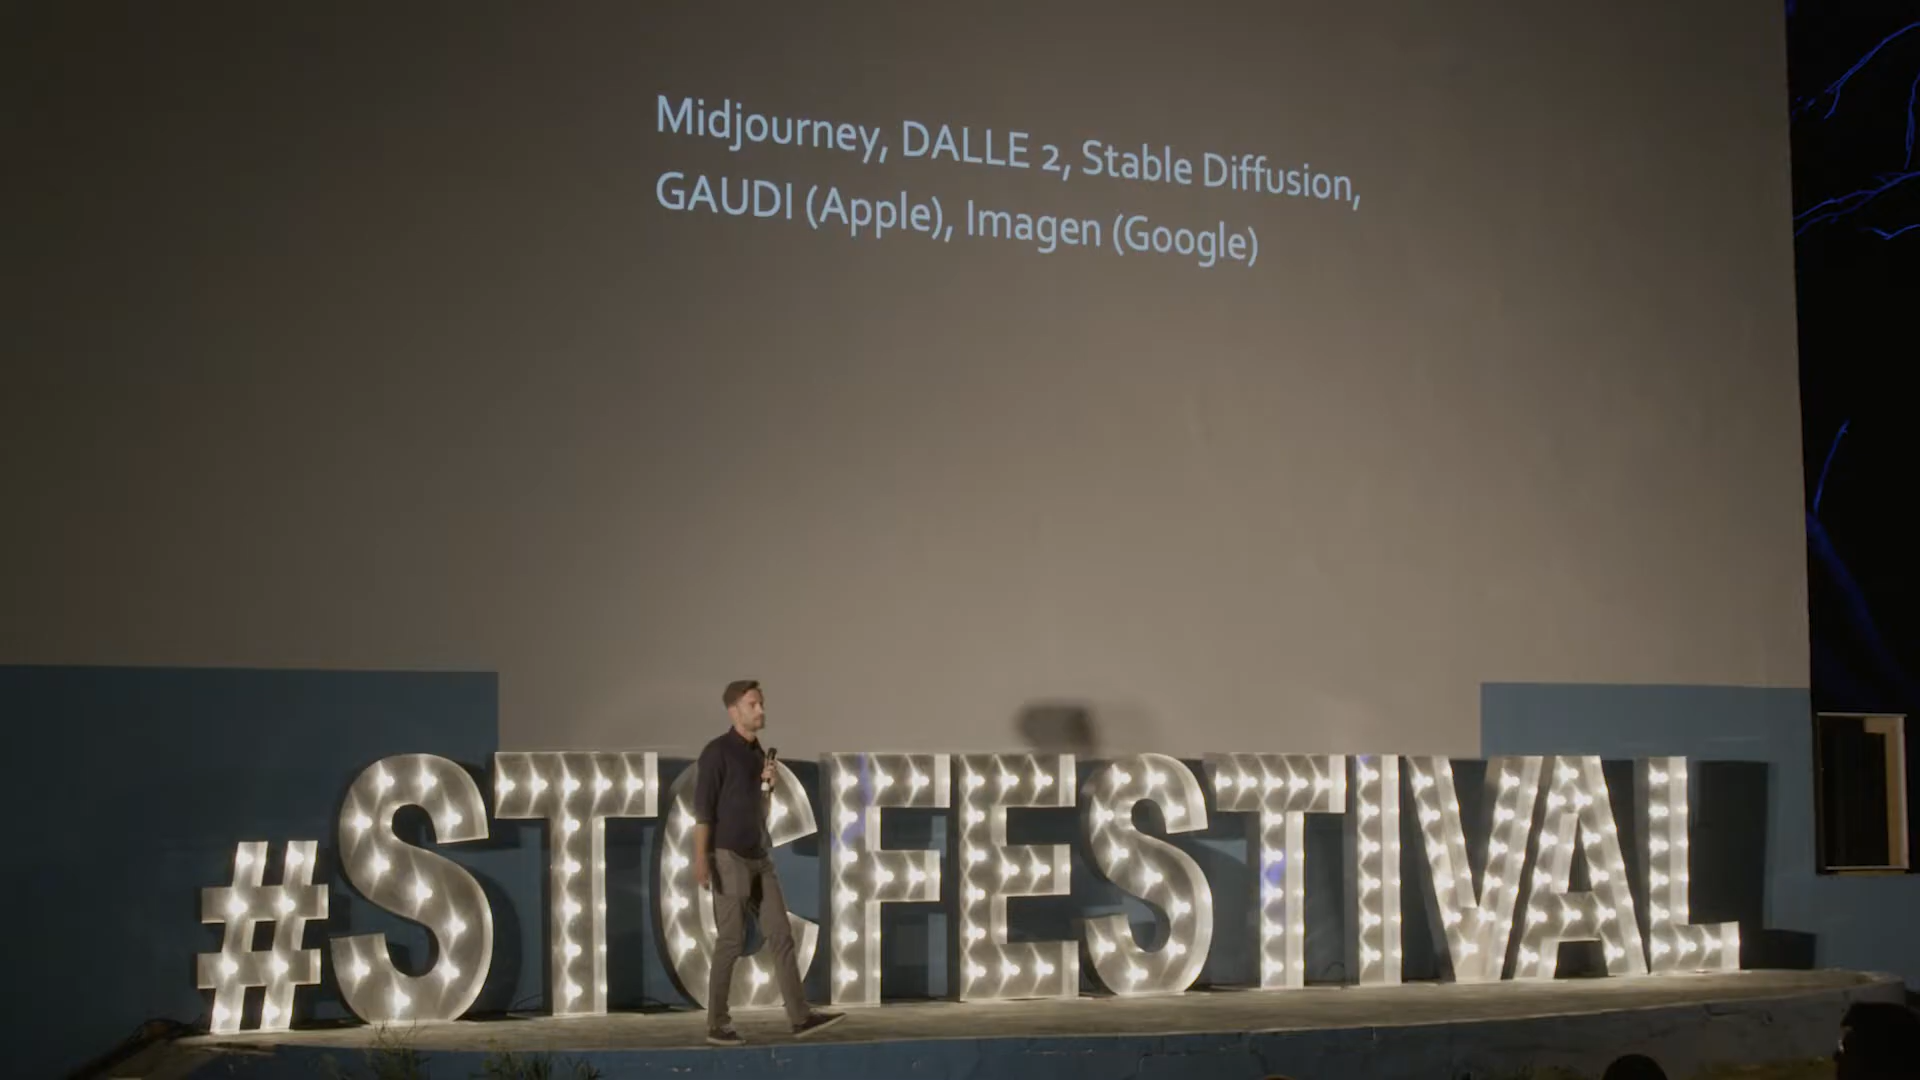 Midjourney, DALLE 2, Stable Diffusion,
GAUDI (Apple), Imagen (Google)
#STCFESTIVAL